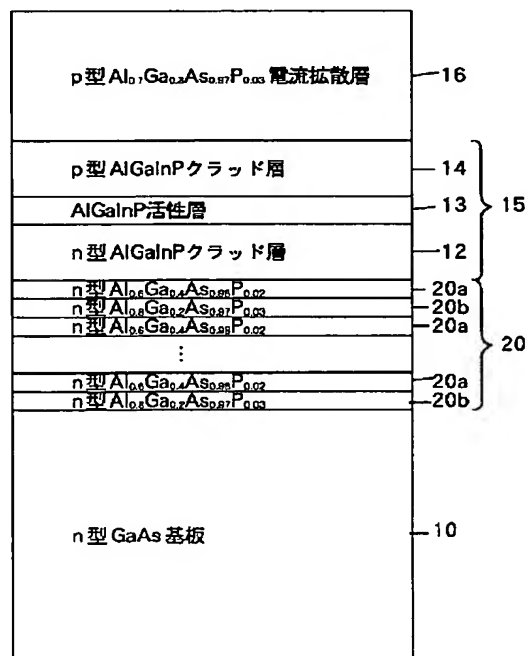 p型Al₀.₇Ga₀.₃As₀.₉₇P₀.₀₃電流拡散層 16
p型AlGaInPクラッド層 14
15
AlGaInP活性層 13
n型AlGaInPクラッド層 12
n型Al₀.₆Ga₀.₄As₀.₉₈P₀.₀₂ 20a
n型Al₀.₈Ga₀.₂As₀.₉₇P₀.₀₃ 20b
n型Al₀.₆Ga₀.₄As₀.₉₈P₀.₀₂ 20a
20
⋮
n型Al₀.₆Ga₀.₄As₀.₉₈P₀.₀₂ 20a
n型Al₀.₈Ga₀.₂As₀.₉₇P₀.₀₃ 20b
n型GaAs基板 10